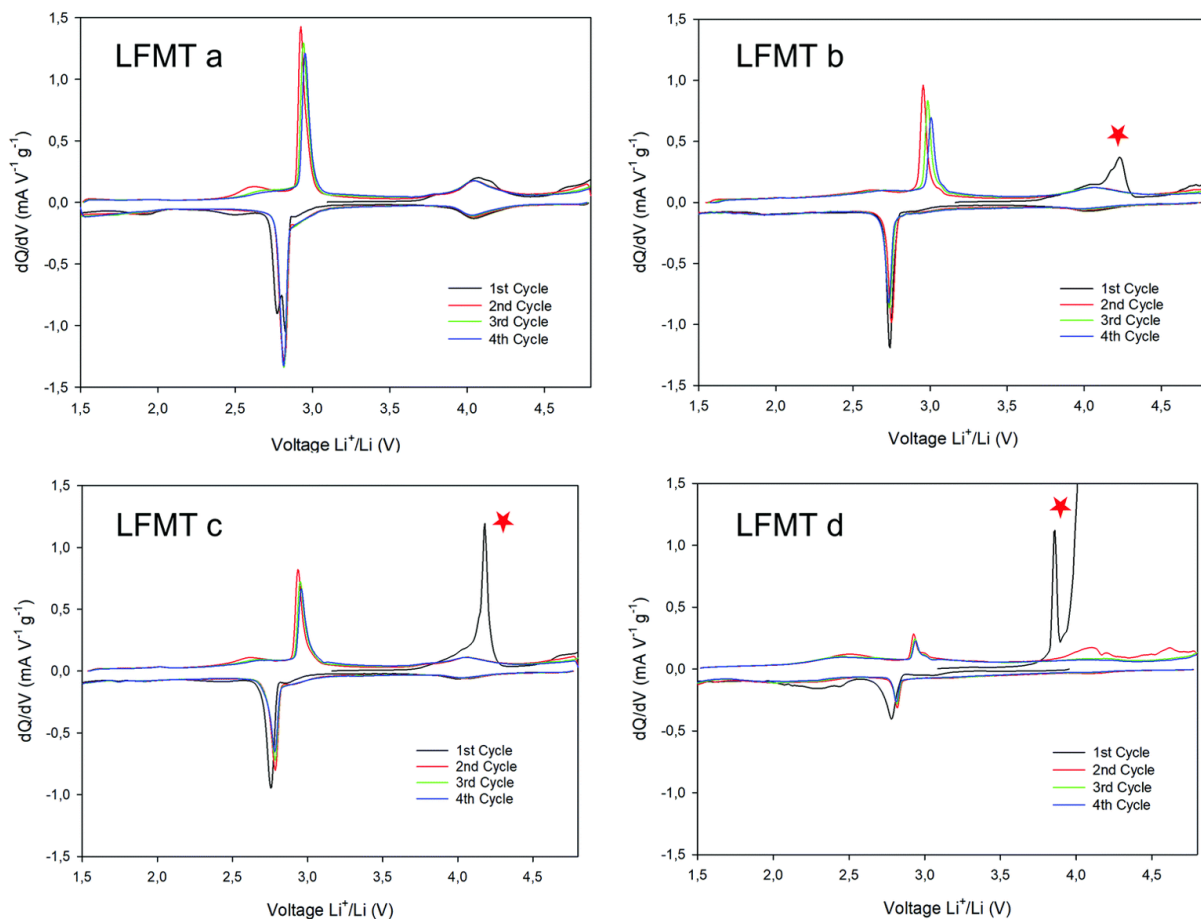 LFMT a
dQ/dV (mA V⁻¹ g⁻¹)
1,5
1,0
0,5
0,0
-0,5
-1,0
-1,5
1st Cycle
2nd Cycle
3rd Cycle
4th Cycle
1,5 2,0 2,5 3,0 3,5 4,0 4,5
Voltage Li⁺/Li (V)
LFMT b
dQ/dV (mA V⁻¹ g⁻¹)
1,5
1,0
0,5
0,0
-0,5
-1,0
-1,5
1st Cycle
2nd Cycle
3rd Cycle
4th Cycle
1,5 2,0 2,5 3,0 3,5 4,0 4,5
Voltage Li⁺/Li (V)
LFMT c
dQ/dV (mA V⁻¹ g⁻¹)
1,5
1,0
0,5
0,0
-0,5
-1,0
-1,5
1st Cycle
2nd Cycle
3rd Cycle
4th Cycle
1,5 2,0 2,5 3,0 3,5 4,0 4,5
Voltage Li⁺/Li (V)
LFMT d
dQ/dV (mA V⁻¹ g⁻¹)
1,5
1,0
0,5
0,0
-0,5
-1,0
-1,5
1st Cycle
2nd Cycle
3rd Cycle
4th Cycle
1,5 2,0 2,5 3,0 3,5 4,0 4,5
Voltage Li⁺/Li (V)